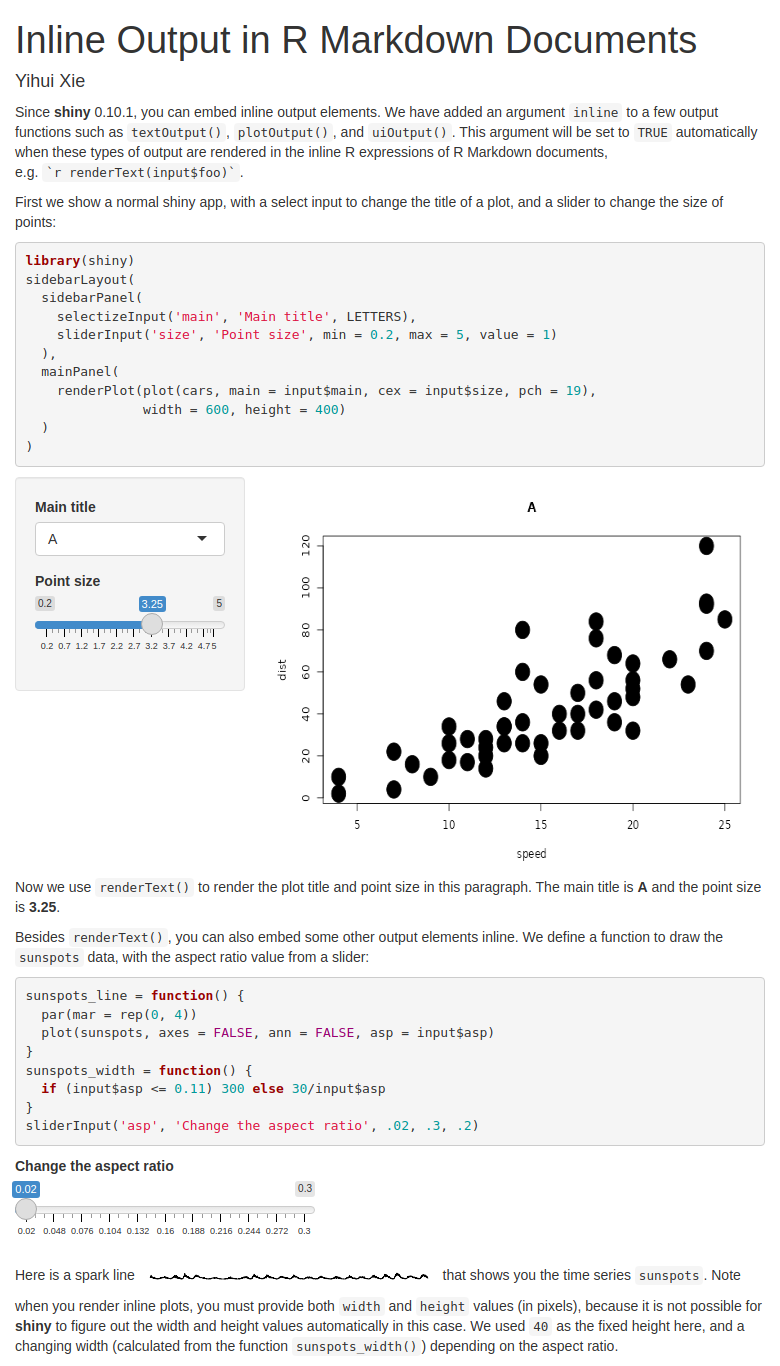 Inline Output in R Markdown Documents
Yihui Xie
Since shiny 0.10.1, you can embed inline output elements. We have added an argument inline to a few output
functions such as textOutput(), plotOutput(), and uiOutput(). This argument will be set to TRUE automatically
when these types of output are rendered in the inline R expressions of R Markdown documents,
e.g. `r renderText(input$foo)`.
First we show a normal shiny app, with a select input to change the title of a plot, and a slider to change the size of
points:
library(shiny)
sidebarLayout(
  sidebarPanel(
    selectizeInput('main', 'Main title', LETTERS),
    sliderInput('size', 'Point size', min = 0.2, max = 5, value = 1)
  ),
  mainPanel(
    renderPlot(plot(cars, main = input$main, cex = input$size, pch = 19),
               width = 600, height = 400)
  )
)
Main title
A
Point size
0.2 3.25 5
0.2 0.7 1.2 1.7 2.2 2.7 3.2 3.7 4.2 4.75 5
A
dist
120
100
80
60
40
20
0
5 10 15 20 25
speed
Now we use renderText() to render the plot title and point size in this paragraph. The main title is A and the point size
is 3.25.
Besides renderText(), you can also embed some other output elements inline. We define a function to draw the
sunspots data, with the aspect ratio value from a slider:
sunspots_line = function() {
  par(mar = rep(0, 4))
  plot(sunspots, axes = FALSE, ann = FALSE, asp = input$asp)
}
sunspots_width = function() {
  if (input$asp <= 0.11) 300 else 30/input$asp
}
sliderInput('asp', 'Change the aspect ratio', .02, .3, .2)
Change the aspect ratio
0.02 0.3
0.02 0.048 0.076 0.104 0.132 0.16 0.188 0.216 0.244 0.272 0.3
Here is a spark line that shows you the time series sunspots. Note
when you render inline plots, you must provide both width and height values (in pixels), because it is not possible for
shiny to figure out the width and height values automatically in this case. We used 40 as the fixed height here, and a
changing width (calculated from the function sunspots_width()) depending on the aspect ratio.